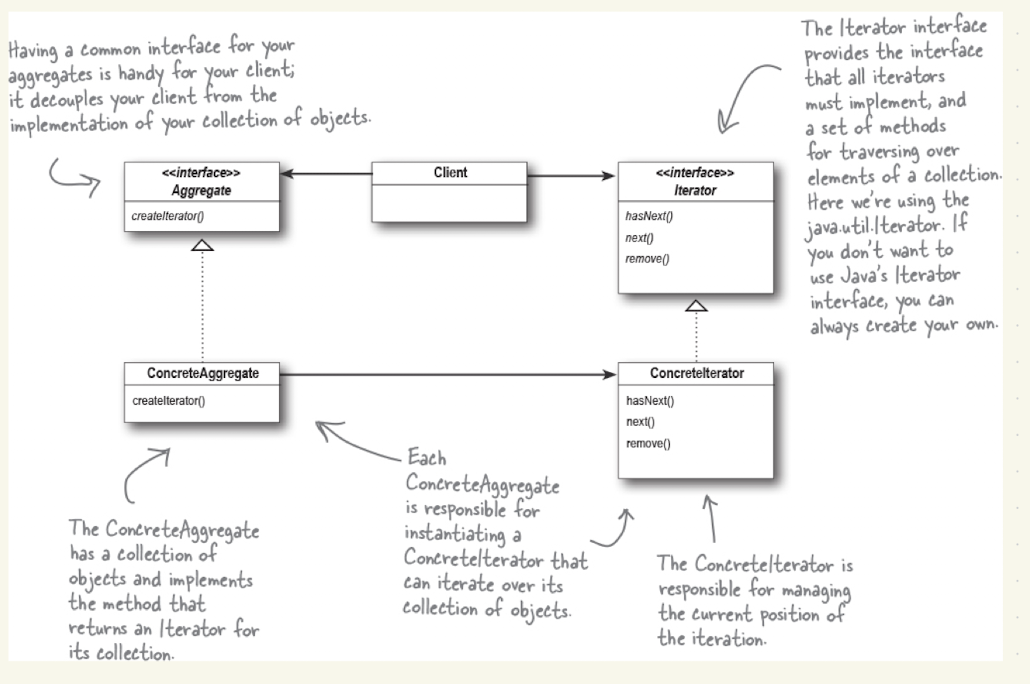 Having a common interface for your
aggregates is handy for your client;
it decouples your client from the
implementation of your collection of objects.
The Iterator interface
provides the interface
that all iterators
must implement, and
a set of methods
for traversing over
elements of a collection.
Here we're using the
java.util.Iterator. If
you don't want to
use Java's Iterator
interface, you can
always create your own.
<<interface>>
Aggregate
createIterator()
Client
<<interface>>
Iterator
hasNext()
next()
remove()
ConcreteAggregate
createIterator()
ConcreteIterator
hasNext()
next()
remove()
The ConcreteAggregate
has a collection of
objects and implements
the method that
returns an Iterator for
its collection.
Each
ConcreteAggregate
is responsible for
instantiating a
ConcreteIterator that
can iterate over its
collection of objects.
The ConcreteIterator is
responsible for managing
the current position of
the iteration.